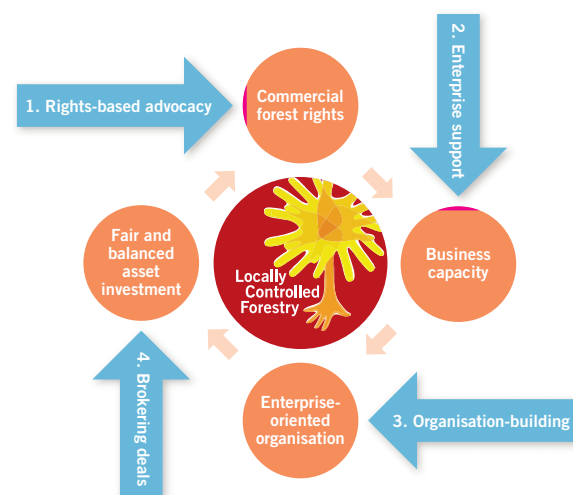 1. Rights-based advocacy
Commercial
forest rights
2. Enterprise support
Business
capacity
3. Organisation-building
Enterprise-
oriented
organisation
4. Brokering deals
Fair and
balanced
asset
investment
Locally
Controlled
Forestry